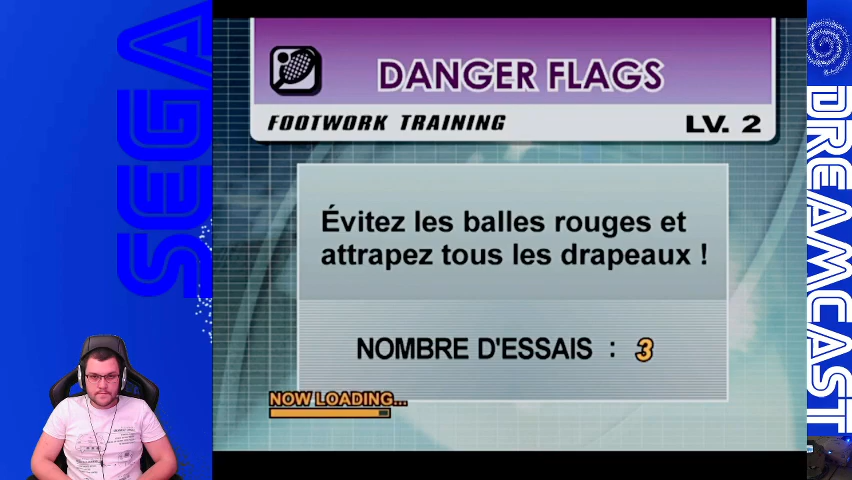 SEGA
DANGER FLAGS
FOOTWORK TRAINING
LV. 2
Évitez les balles rouges et
attrapez tous les drapeaux !
NOMBRE D'ESSAIS : 3
NOW LOADING...
DREAMCAST